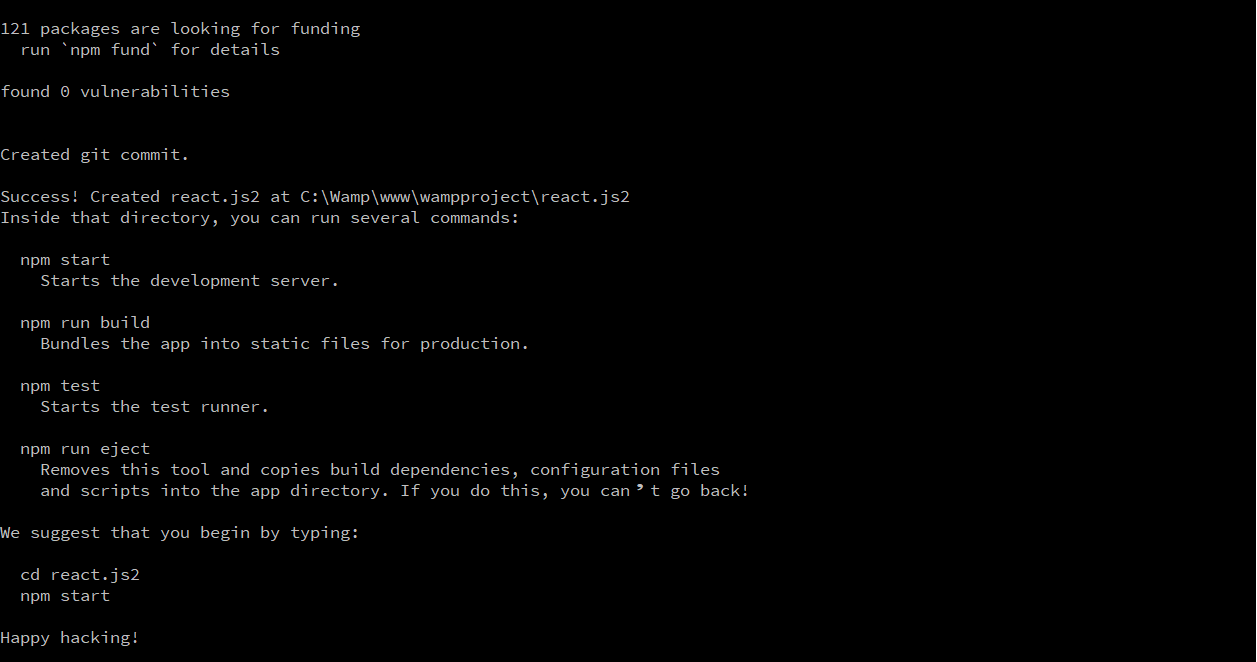 121 packages are looking for funding
run `npm fund` for details
found 0 vulnerabilities
Created git commit.
Success! Created react.js2 at C:\Wamp\www\wampproject\react.js2
Inside that directory, you can run several commands:
npm start
Starts the development server.
npm run build
Bundles the app into static files for production.
npm test
Starts the test runner.
npm run eject
Removes this tool and copies build dependencies, configuration files
and scripts into the app directory. If you do this, you can’t go back!
We suggest that you begin by typing:
cd react.js2
npm start
Happy hacking!